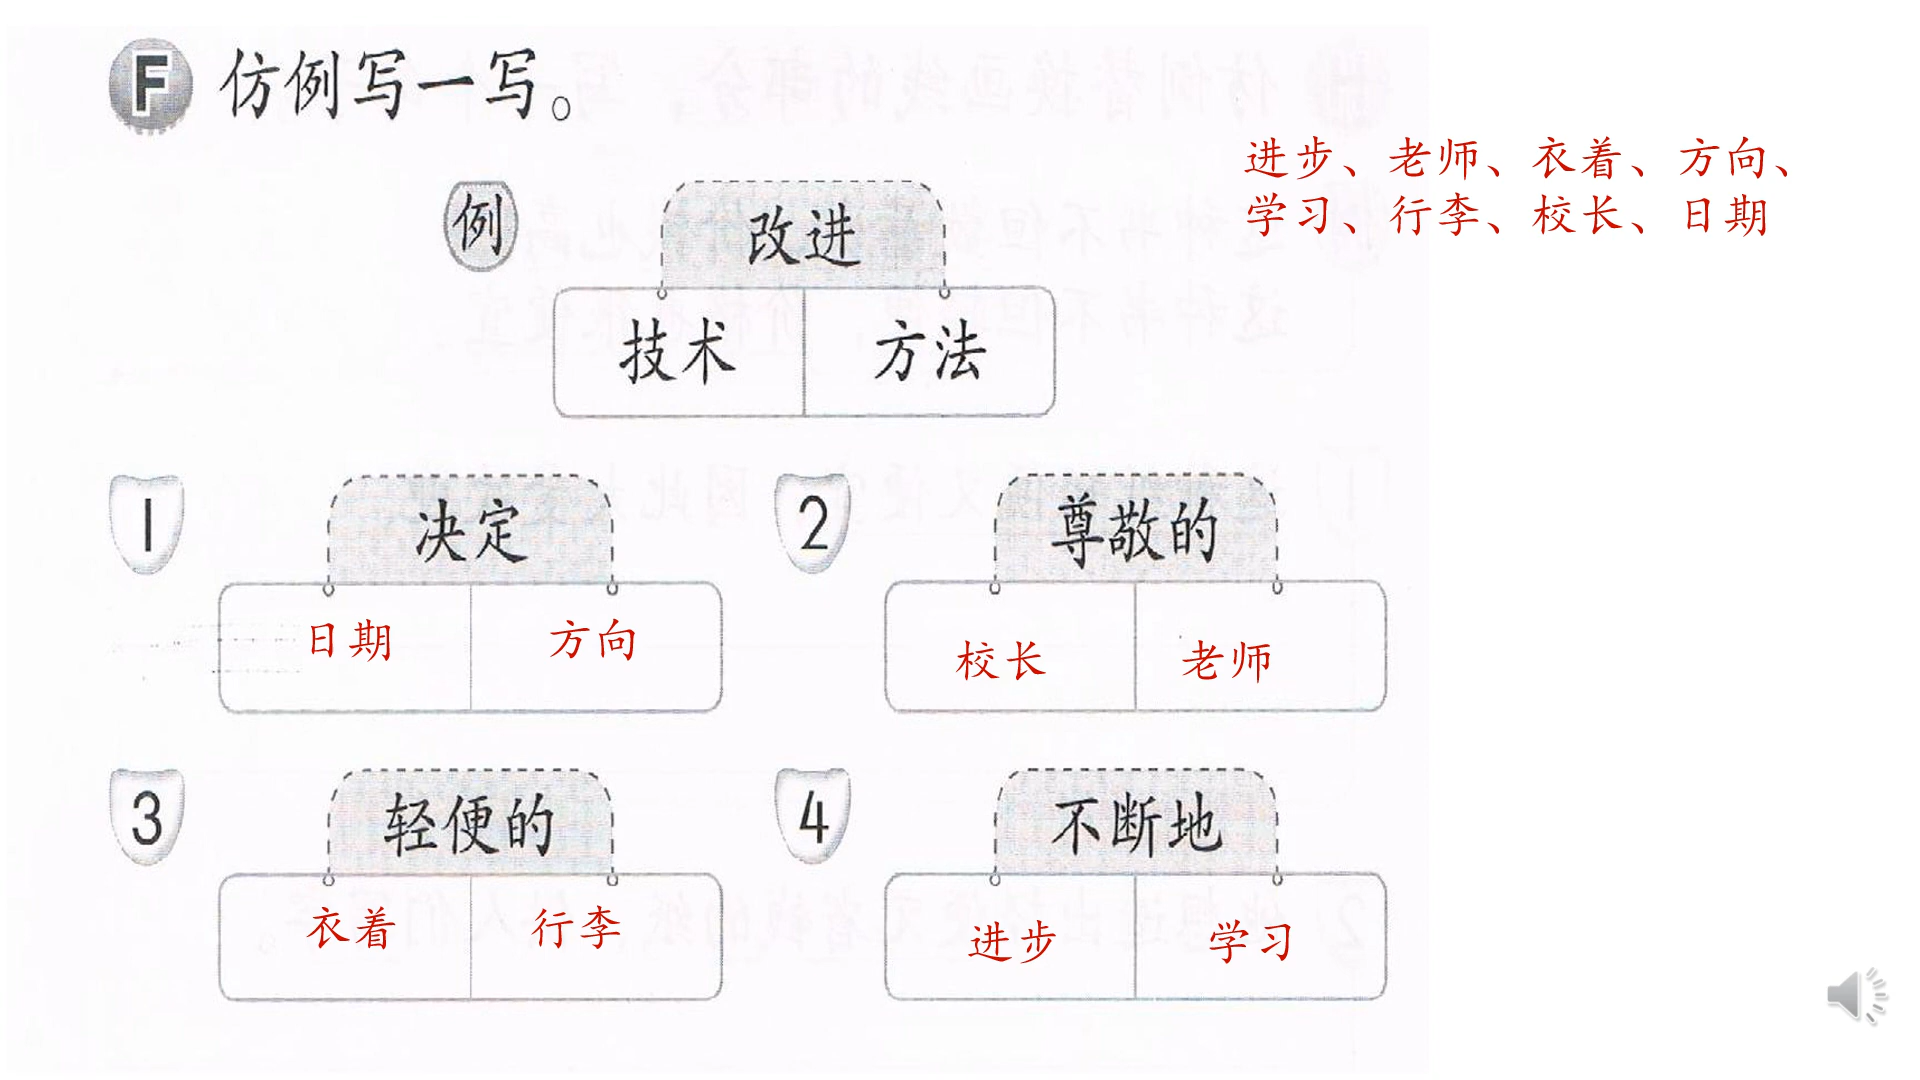 F 仿例写一写。
进步、老师、衣着、方向、
学习、行李、校长、日期
例 改进
技术 方法
1 决定
日期 方向
2 尊敬的
校长 老师
3 轻便的
衣着 行李
4 不断地
进步 学习